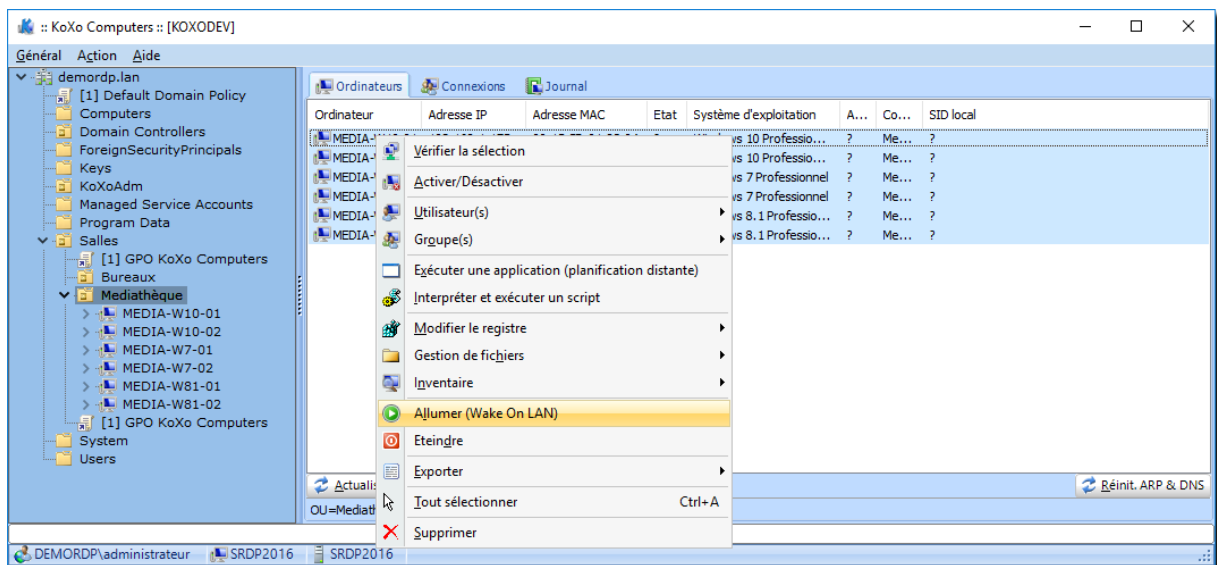 :: KoXo Computers :: [KOXODEV]
Général Action Aide
demordp.lan
[1] Default Domain Policy
Computers
Domain Controllers
ForeignSecurityPrincipals
Keys
KoXoAdm
Managed Service Accounts
Program Data
Salles
[1] GPO KoXo Computers
Bureaux
Mediathèque
MEDIA-W10-01
MEDIA-W10-02
MEDIA-W7-01
MEDIA-W7-02
MEDIA-W81-01
MEDIA-W81-02
[1] GPO KoXo Computers
System
Users
Ordinateurs Connexions Journal
Ordinateur Adresse IP Adresse MAC Etat Système d'exploitation A... Co... SID local
10 Professio... ? Me... ?
10 Professio... ? Me... ?
7 Professionnel ? Me... ?
7 Professionnel ? Me... ?
8.1 Professio... ? Me... ?
8.1 Professio... ? Me... ?
Vérifier la sélection
Activer/Désactiver
Utilisateur(s)
Groupe(s)
Exécuter une application (planification distante)
Interpréter et exécuter un script
Modifier le registre
Gestion de fichiers
Inventaire
Allumer (Wake On LAN)
Eteindre
Exporter
Tout sélectionner Ctrl+A
Supprimer
Réinit. ARP & DNS
DEMORDP\administrateur SRDP2016 SRDP2016